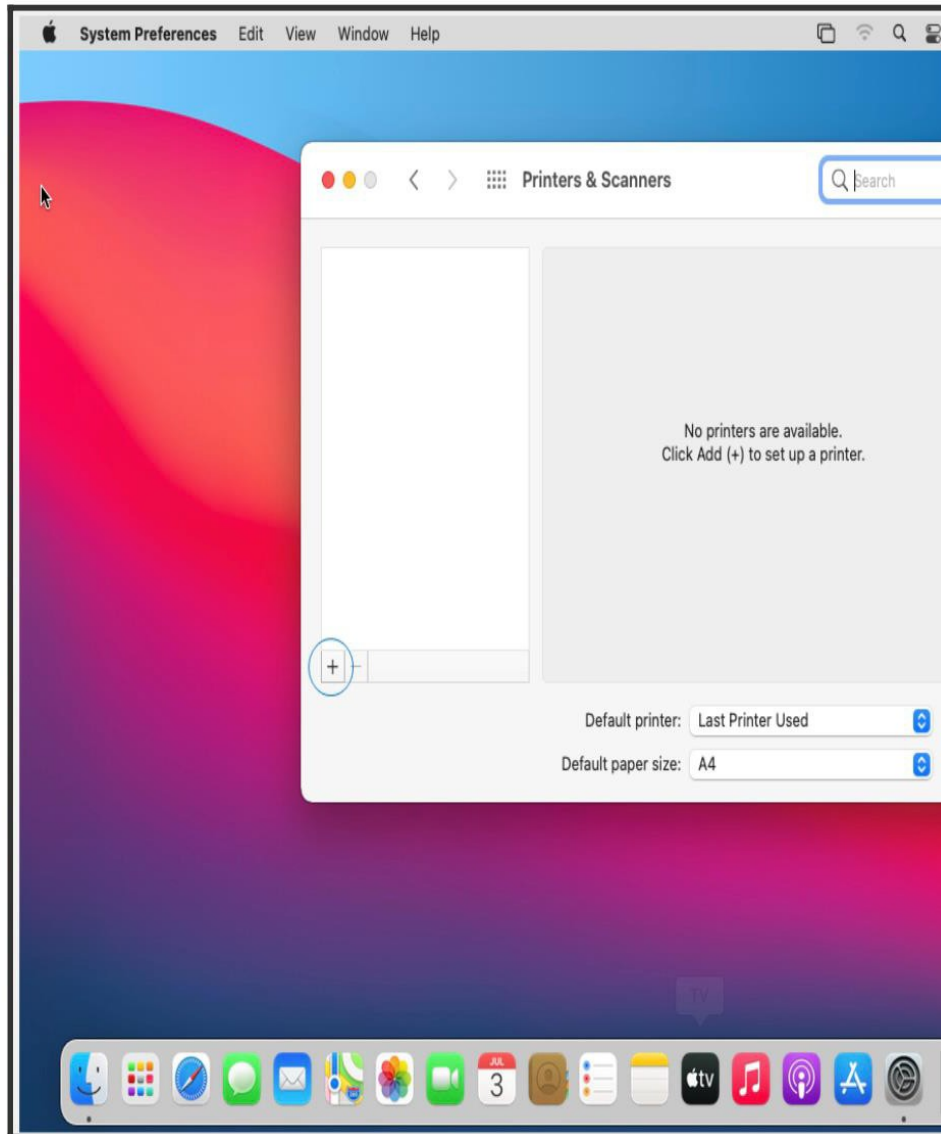 System Preferences Edit View Window Help
Printers & Scanners
Search
No printers are available.
Click Add (+) to set up a printer.
+ −
Default printer: Last Printer Used
Default paper size: A4
TV
JUL
3
tv